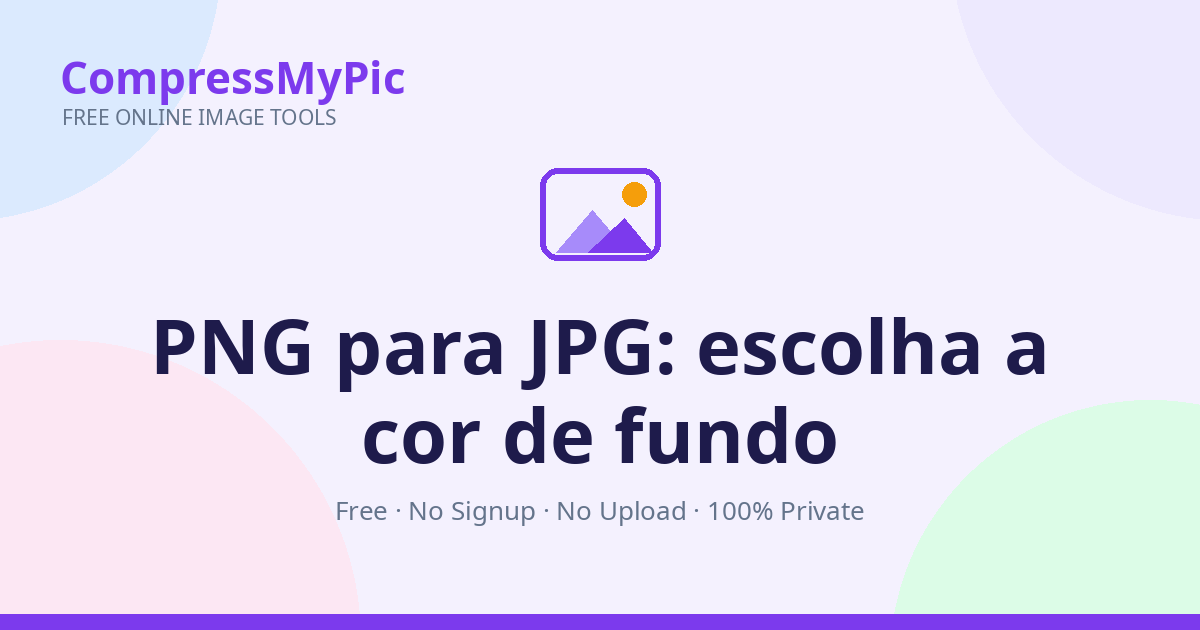 CompressMyPic
FREE ONLINE IMAGE TOOLS
PNG para JPG: escolha a
cor de fundo
Free · No Signup · No Upload · 100% Private